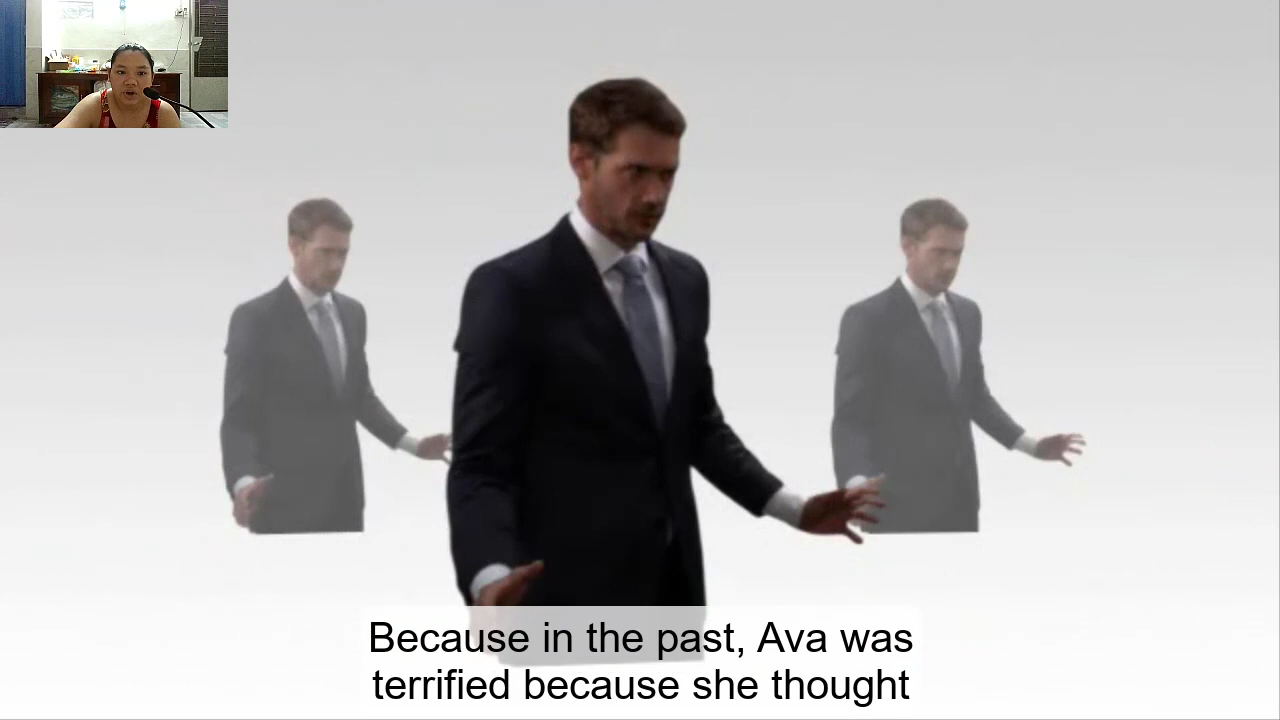 Because in the past, Ava was
terrified because she thought